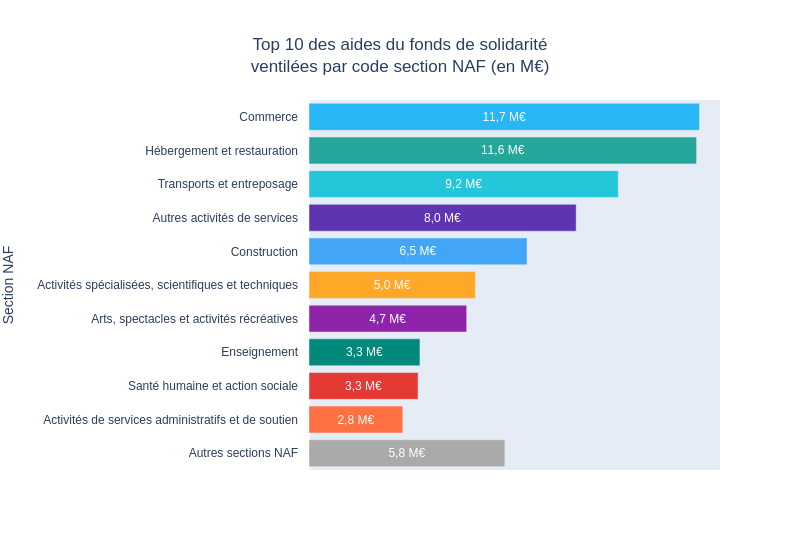 Top 10 des aides du fonds de solidarité
ventilées par code section NAF (en M€)
Section NAF
Commerce 11,7 M€
Hébergement et restauration 11,6 M€
Transports et entreposage 9,2 M€
Autres activités de services 8,0 M€
Construction 6,5 M€
Activités spécialisées, scientifiques et techniques 5,0 M€
Arts, spectacles et activités récréatives 4,7 M€
Enseignement 3,3 M€
Santé humaine et action sociale 3,3 M€
Activités de services administratifs et de soutien 2,8 M€
Autres sections NAF 5,8 M€